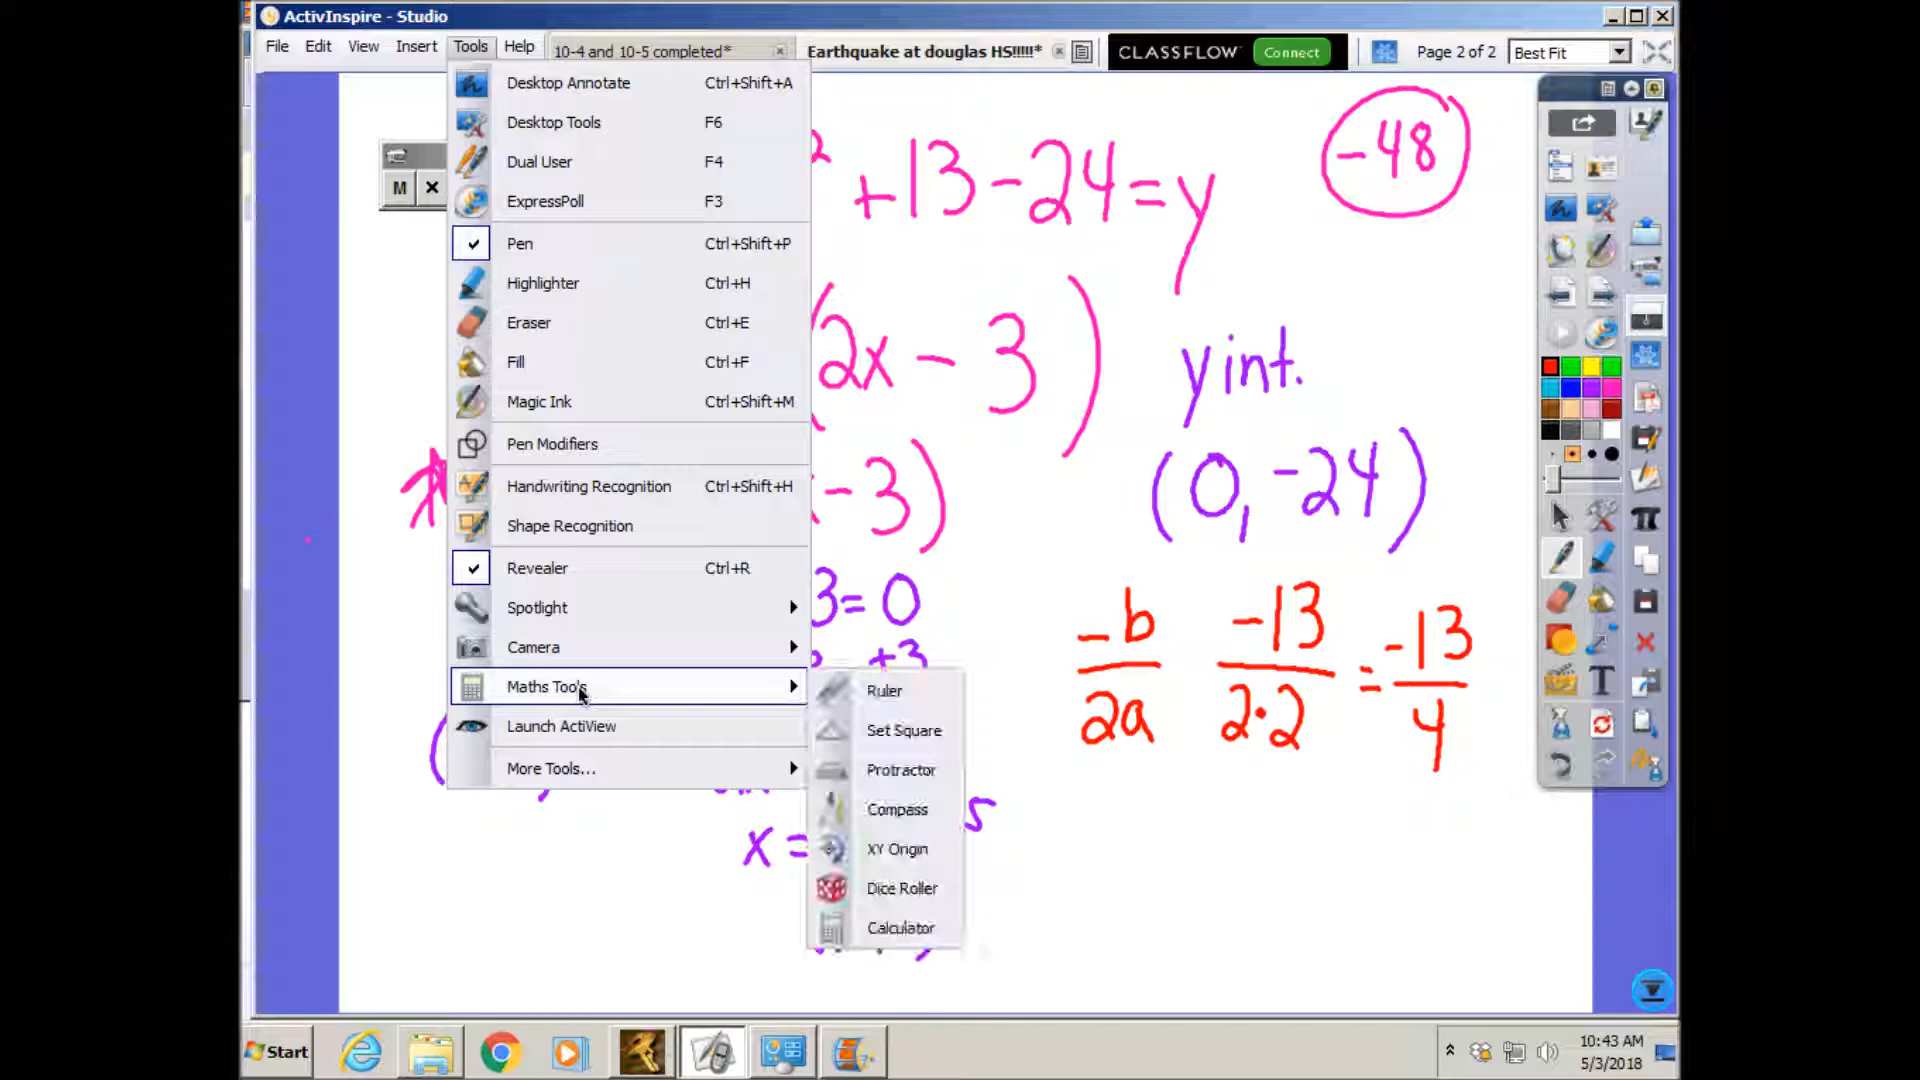 ActivInspire - Studio
File Edit View Insert Tools Help
10-4 and 10-5 completed*
Earthquake at douglas HS!!!!!*
CLASSFLOW Connect
Page 2 of 2
Best Fit
Desktop Annotate Ctrl+Shift+A
Desktop Tools F6
Dual User F4
ExpressPoll F3
Pen Ctrl+Shift+P
Highlighter Ctrl+H
Eraser Ctrl+E
Fill Ctrl+F
Magic Ink Ctrl+Shift+M
Pen Modifiers
Handwriting Recognition Ctrl+Shift+H
Shape Recognition
Revealer Ctrl+R
Spotlight
Camera
Maths Tools
Launch ActiView
More Tools...
Ruler
Set Square
Protractor
Compass
XY Origin
Dice Roller
Calculator
M X
2 +13-24=y
-48
(2x - 3)
y int.
-3)
(0, -24)
3=0
+3
-b/2a -13/2·2 = -13/4
x = 5
Start
10:43 AM
5/3/2018